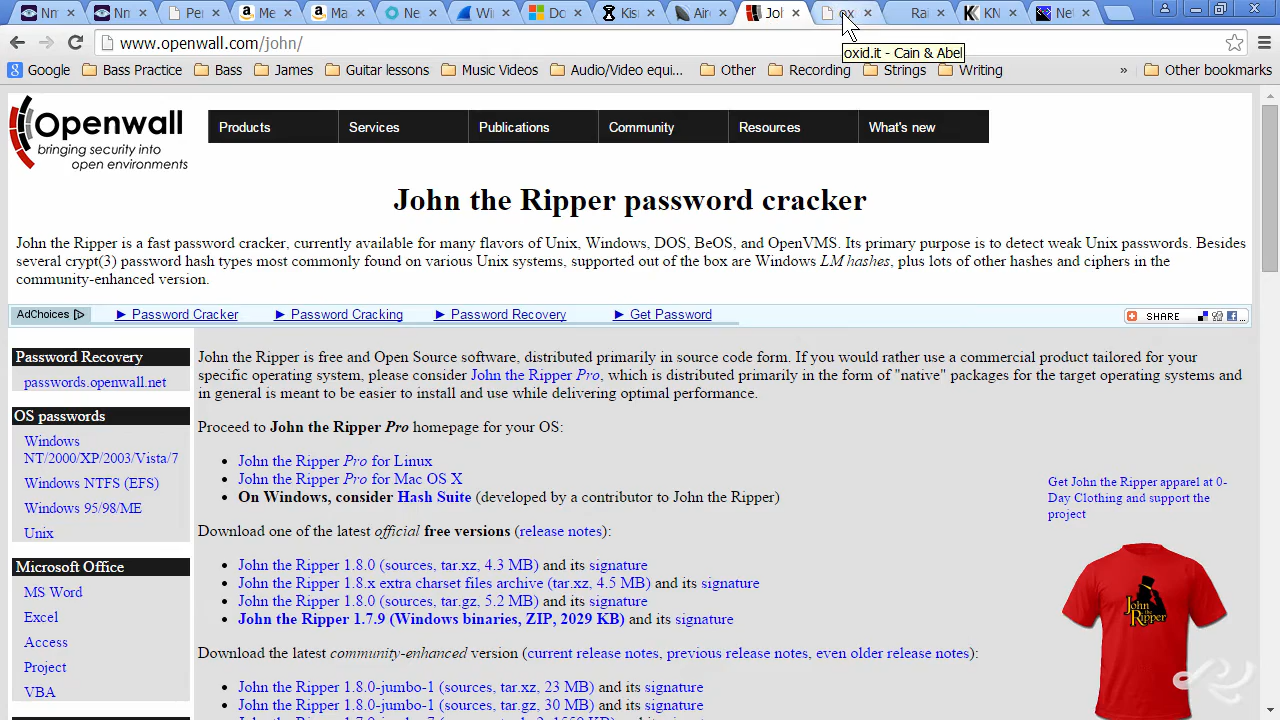 Nm
Nn
Per
Me
Ma
Ne
Wi
Do
Kis
Airc
Joh
ox
Rai
KN
Net
www.openwall.com/john/
oxid.it - Cain & Abel
Google Bass Practice Bass James Guitar lessons Music Videos Audio/Video equi... Other Recording Strings Writing » Other bookmarks
Openwall
bringing security into
open environments
Products Services Publications Community Resources What's new
John the Ripper password cracker
John the Ripper is a fast password cracker, currently available for many flavors of Unix, Windows, DOS, BeOS, and OpenVMS. Its primary purpose is to detect weak Unix passwords. Besides
several crypt(3) password hash types most commonly found on various Unix systems, supported out of the box are Windows LM hashes, plus lots of other hashes and ciphers in the
community-enhanced version.
AdChoices ► Password Cracker ► Password Cracking ► Password Recovery ► Get Password SHARE
Password Recovery
passwords.openwall.net
OS passwords
Windows
NT/2000/XP/2003/Vista/7
Windows NTFS (EFS)
Windows 95/98/ME
Unix
Microsoft Office
MS Word
Excel
Access
Project
VBA
John the Ripper is free and Open Source software, distributed primarily in source code form. If you would rather use a commercial product tailored for your
specific operating system, please consider John the Ripper Pro, which is distributed primarily in the form of "native" packages for the target operating systems and
in general is meant to be easier to install and use while delivering optimal performance.
Proceed to John the Ripper Pro homepage for your OS:
• John the Ripper Pro for Linux
• John the Ripper Pro for Mac OS X
• On Windows, consider Hash Suite (developed by a contributor to John the Ripper)
Download one of the latest official free versions (release notes):
• John the Ripper 1.8.0 (sources, tar.xz, 4.3 MB) and its signature
• John the Ripper 1.8.x extra charset files archive (tar.xz, 4.5 MB) and its signature
• John the Ripper 1.8.0 (sources, tar.gz, 5.2 MB) and its signature
• John the Ripper 1.7.9 (Windows binaries, ZIP, 2029 KB) and its signature
Download the latest community-enhanced version (current release notes, previous release notes, even older release notes):
• John the Ripper 1.8.0-jumbo-1 (sources, tar.xz, 23 MB) and its signature
• John the Ripper 1.8.0-jumbo-1 (sources, tar.gz, 30 MB) and its signature
Get John the Ripper apparel at 0-
Day Clothing and support the
project
John
the
Ripper